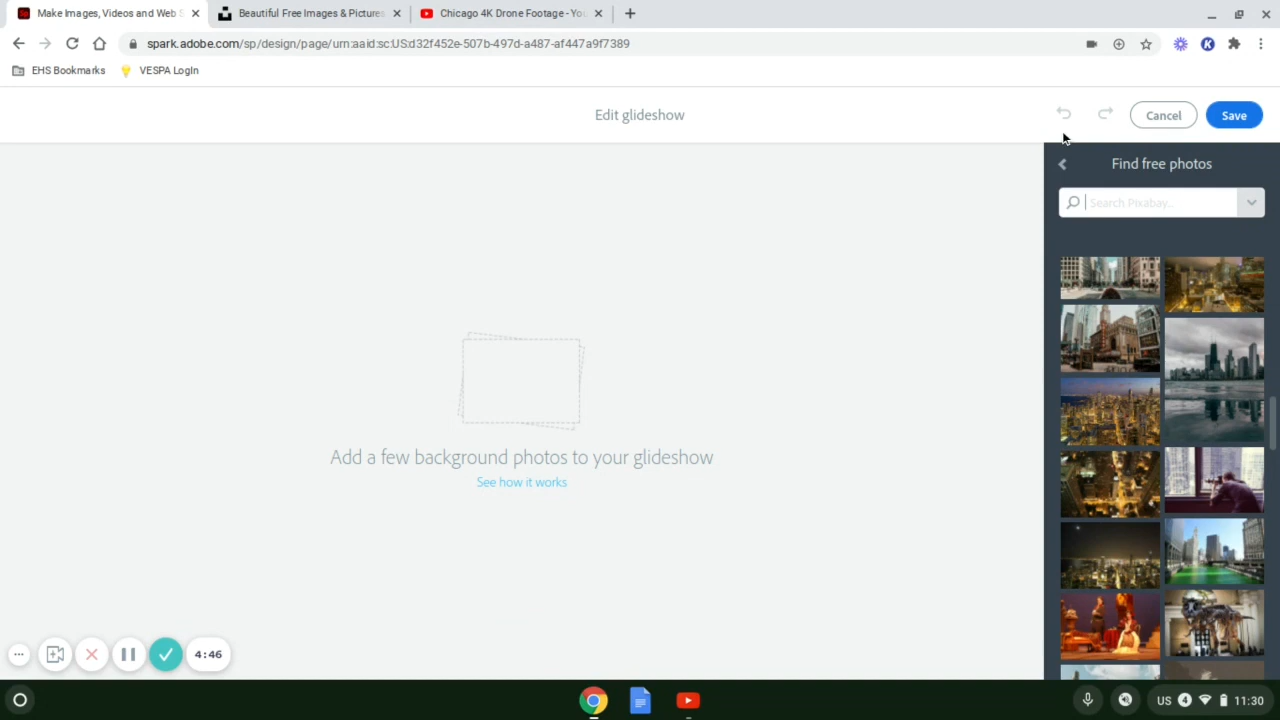 Make Images, Videos and Web S
Beautiful Free Images & Pictures
Chicago 4K Drone Footage - You
spark.adobe.com/sp/design/page/urn:aaid:sc:US:d32f452e-507b-497d-a487-af447a9f7389
EHS Bookmarks
VESPA LogIn
Edit glideshow
Cancel
Save
Find free photos
Search Pixabay...
Add a few background photos to your glideshow
See how it works
4:46
US
4
11:30